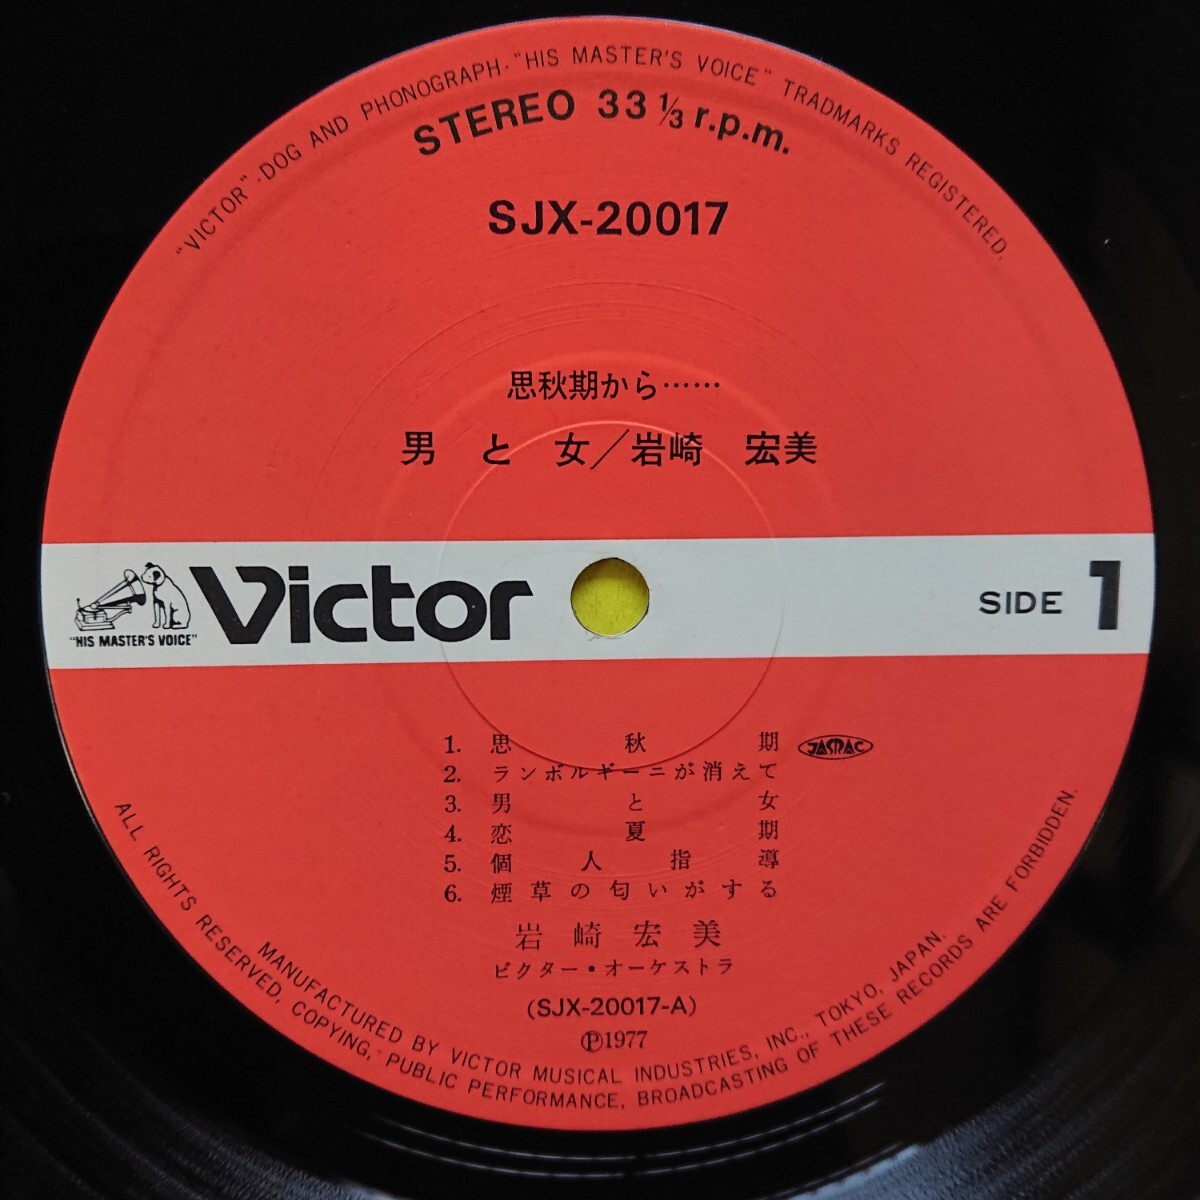 "VICTOR"-DOG AND PHONOGRAPH-"HIS MASTER'S VOICE" TRADMARKS REGISTERED.
STEREO 33 1/3 r.p.m.
SJX-20017
思秋期から……
男と女／岩崎 宏美
"HIS MASTER'S VOICE"
Victor
SIDE 1
1. 思秋期 JASRAC
2. ランボルギーニが消えて
3. 男と女
4. 恋夏期
5. 個人指導
6. 煙草の匂いがする
岩崎宏美
ビクター・オーケストラ
(SJX-20017-A)
Ⓟ1977
MANUFACTURED BY VICTOR MUSICAL INDUSTRIES, INC., TOKYO, JAPAN.
ALL RIGHTS RESERVED, COPYING, PUBLIC PERFORMANCE, BROADCASTING OF THESE RECORDS ARE FORBIDDEN.